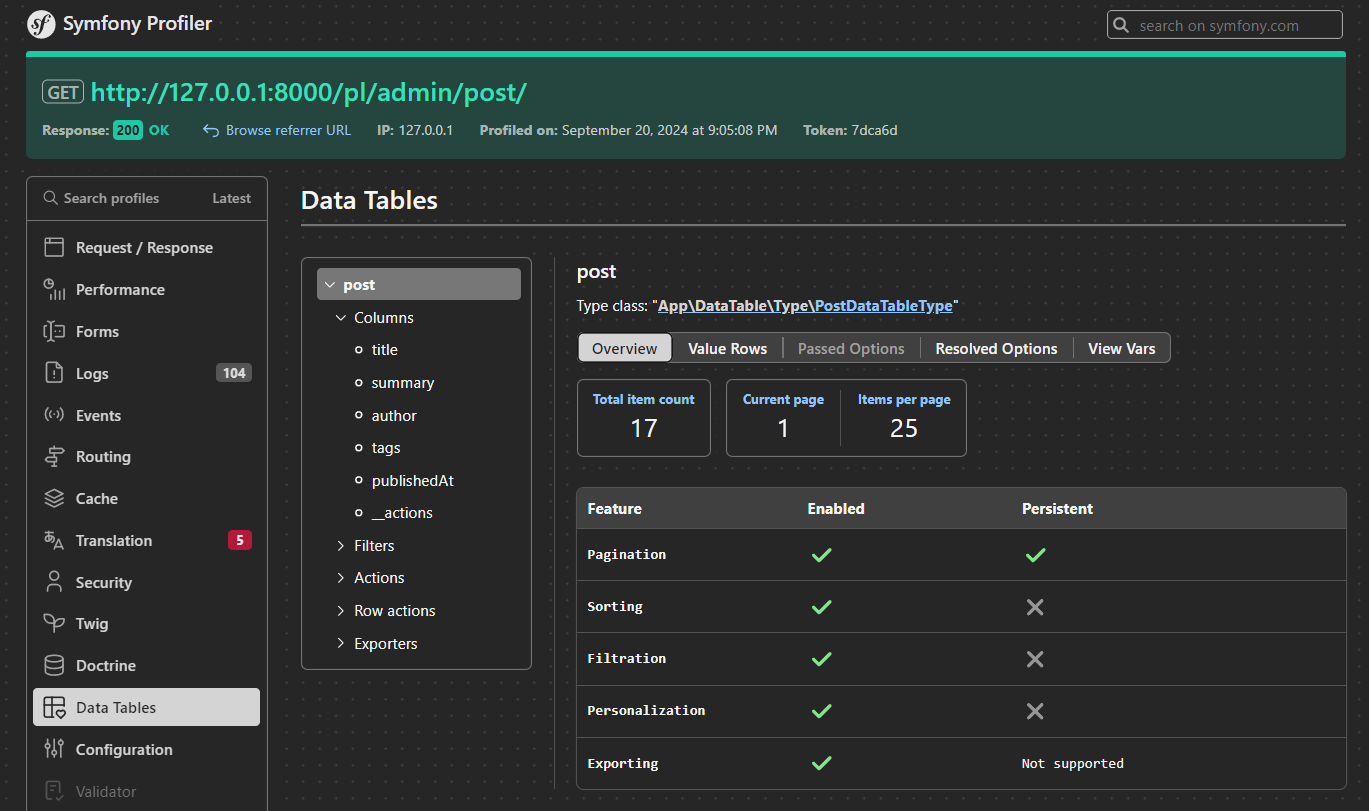 sf Symfony Profiler
search on symfony.com
GET http://127.0.0.1:8000/pl/admin/post/
Response: 200 OK Browse referrer URL IP: 127.0.0.1 Profiled on: September 20, 2024 at 9:05:08 PM Token: 7dca6d
Search profiles Latest
Request / Response
Performance
Forms
Logs 104
Events
Routing
Cache
Translation 5
Security
Twig
Doctrine
Data Tables
Configuration
Validator
Data Tables
post
Columns
title
summary
author
tags
publishedAt
__actions
Filters
Actions
Row actions
Exporters
post
Type class: "App\DataTable\Type\PostDataTableType"
Overview Value Rows Passed Options Resolved Options View Vars
Total item count Current page Items per page
17 1 25
Feature Enabled Persistent
Pagination
Sorting
Filtration
Personalization
Exporting Not supported